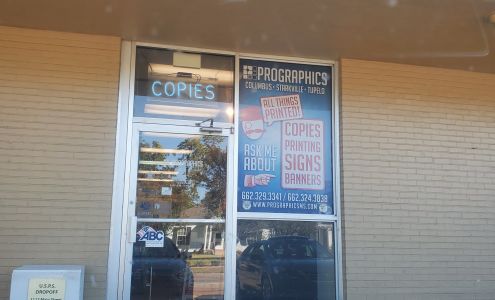 COPIES
PROGRAPHICS
COLUMBUS · STARKVILLE · TUPELO
ALL THINGS
PRINTED!
ASK ME
ABOUT
COPIES
PRINTING
SIGNS
BANNERS
662.329.3341 / 662.324.3838
WWW.PROGRAPHICSMS.COM
ABC
U.S.P.S.
DROPOFF